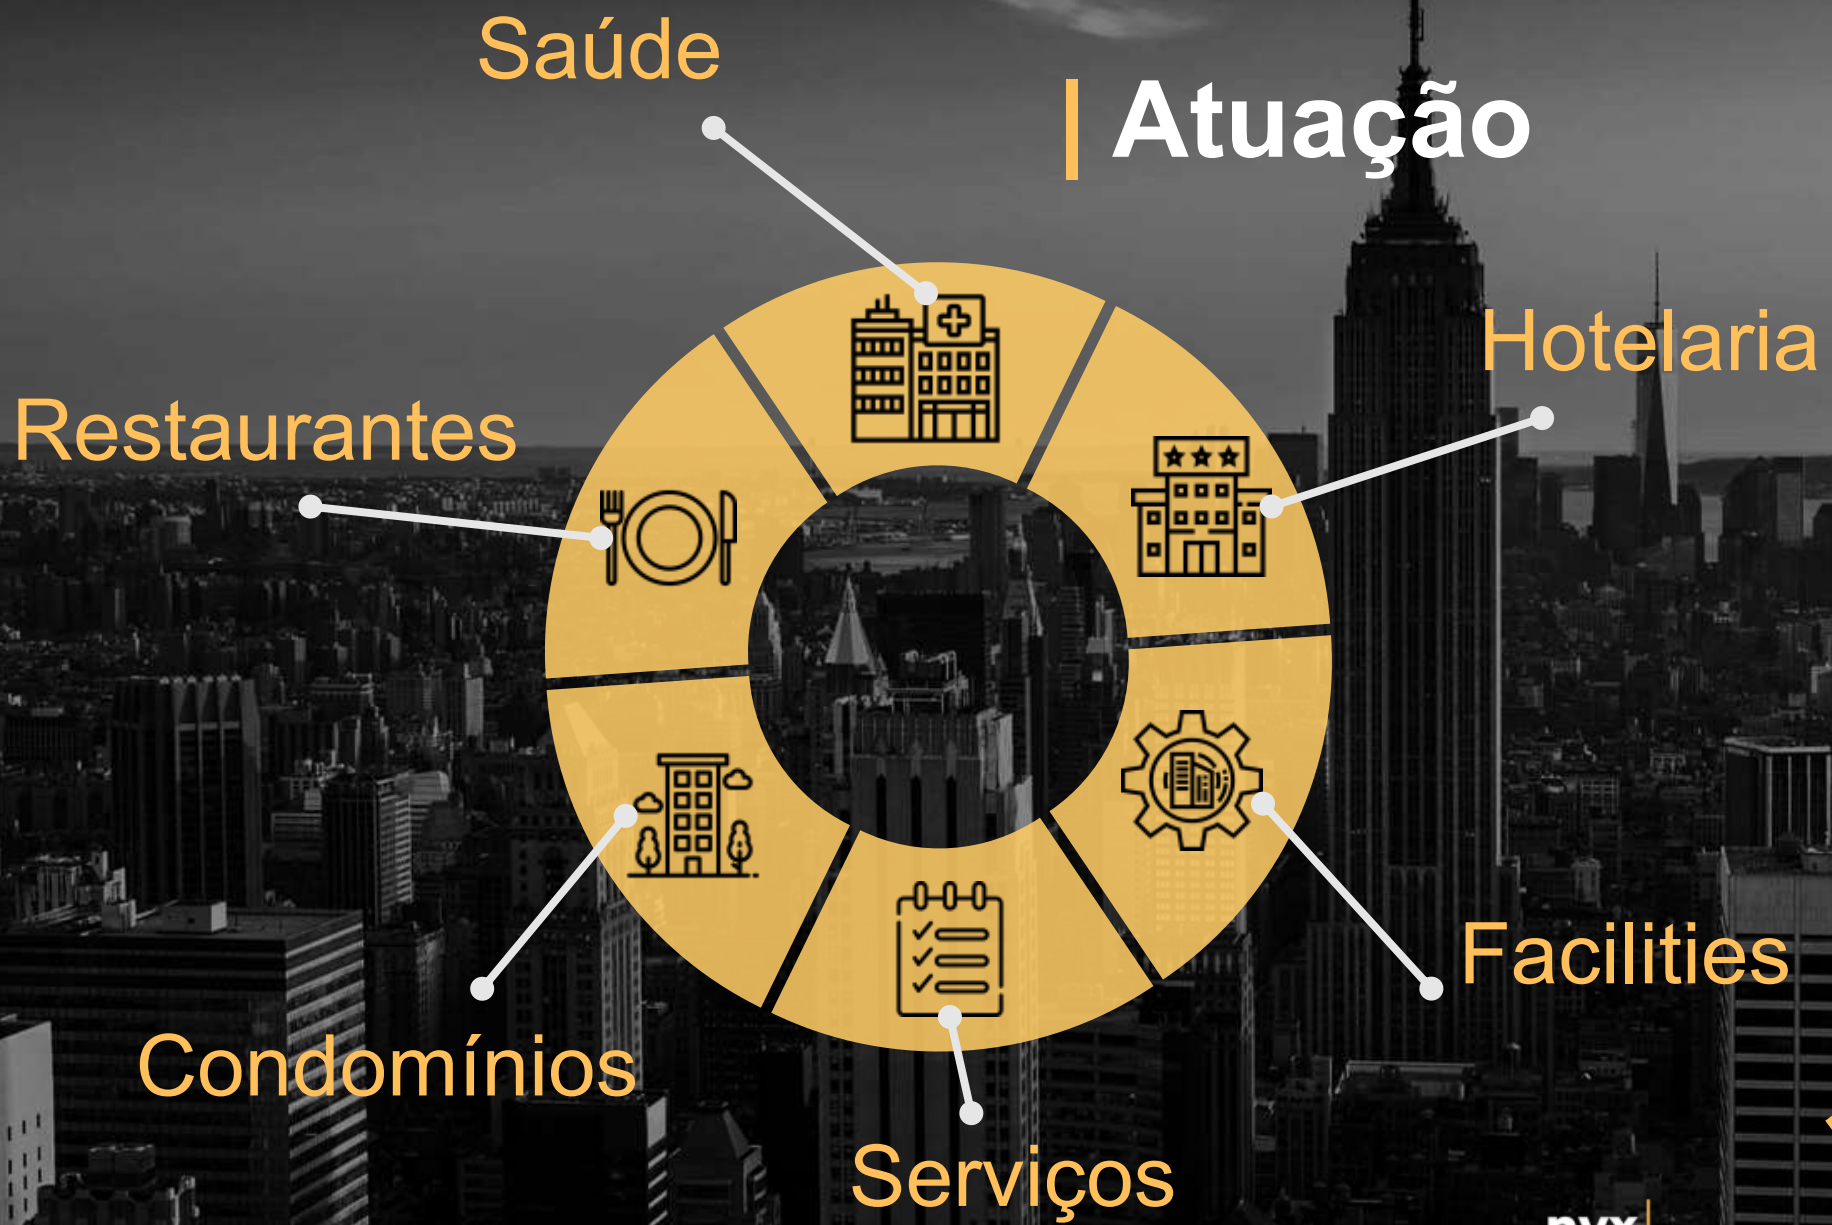 Saúde
Atuação
Hotelaria
Restaurantes
Facilities
Condomínios
Serviços